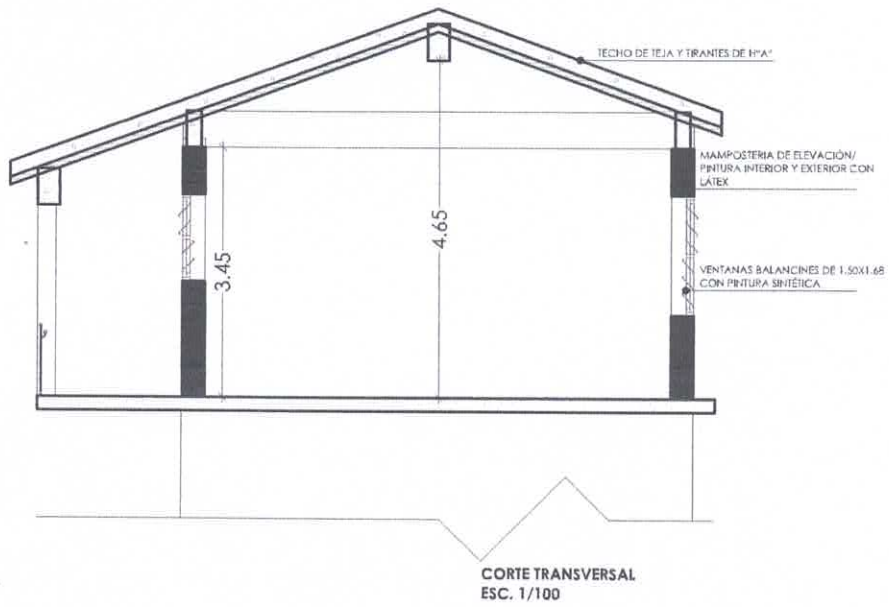 TECHO DE TEJA Y TIRANTES DE H"A"
MAMPOSTERIA DE ELEVACIÓN/
PINTURA INTERIOR Y EXTERIOR CON
LÁTEX
4.65
3.45
VENTANAS BALANCINES DE 1.50X1.68
CON PINTURA SINTÉTICA
CORTE TRANSVERSAL
ESC. 1/100